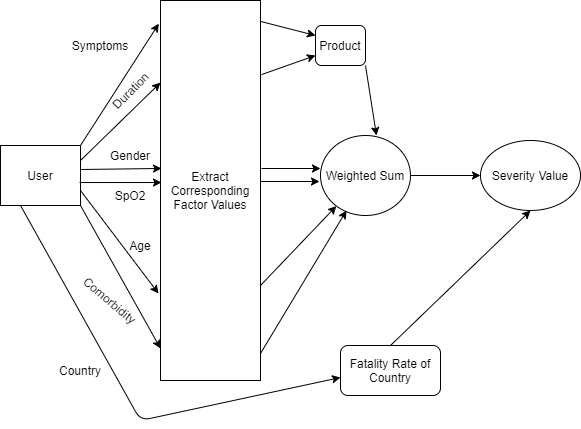 Symptoms
Duration
Product
Gender
User
Extract
Corresponding
Factor Values
Weighted Sum
Severity Value
SpO2
Age
Comorbidity
Country
Fatality Rate of
Country